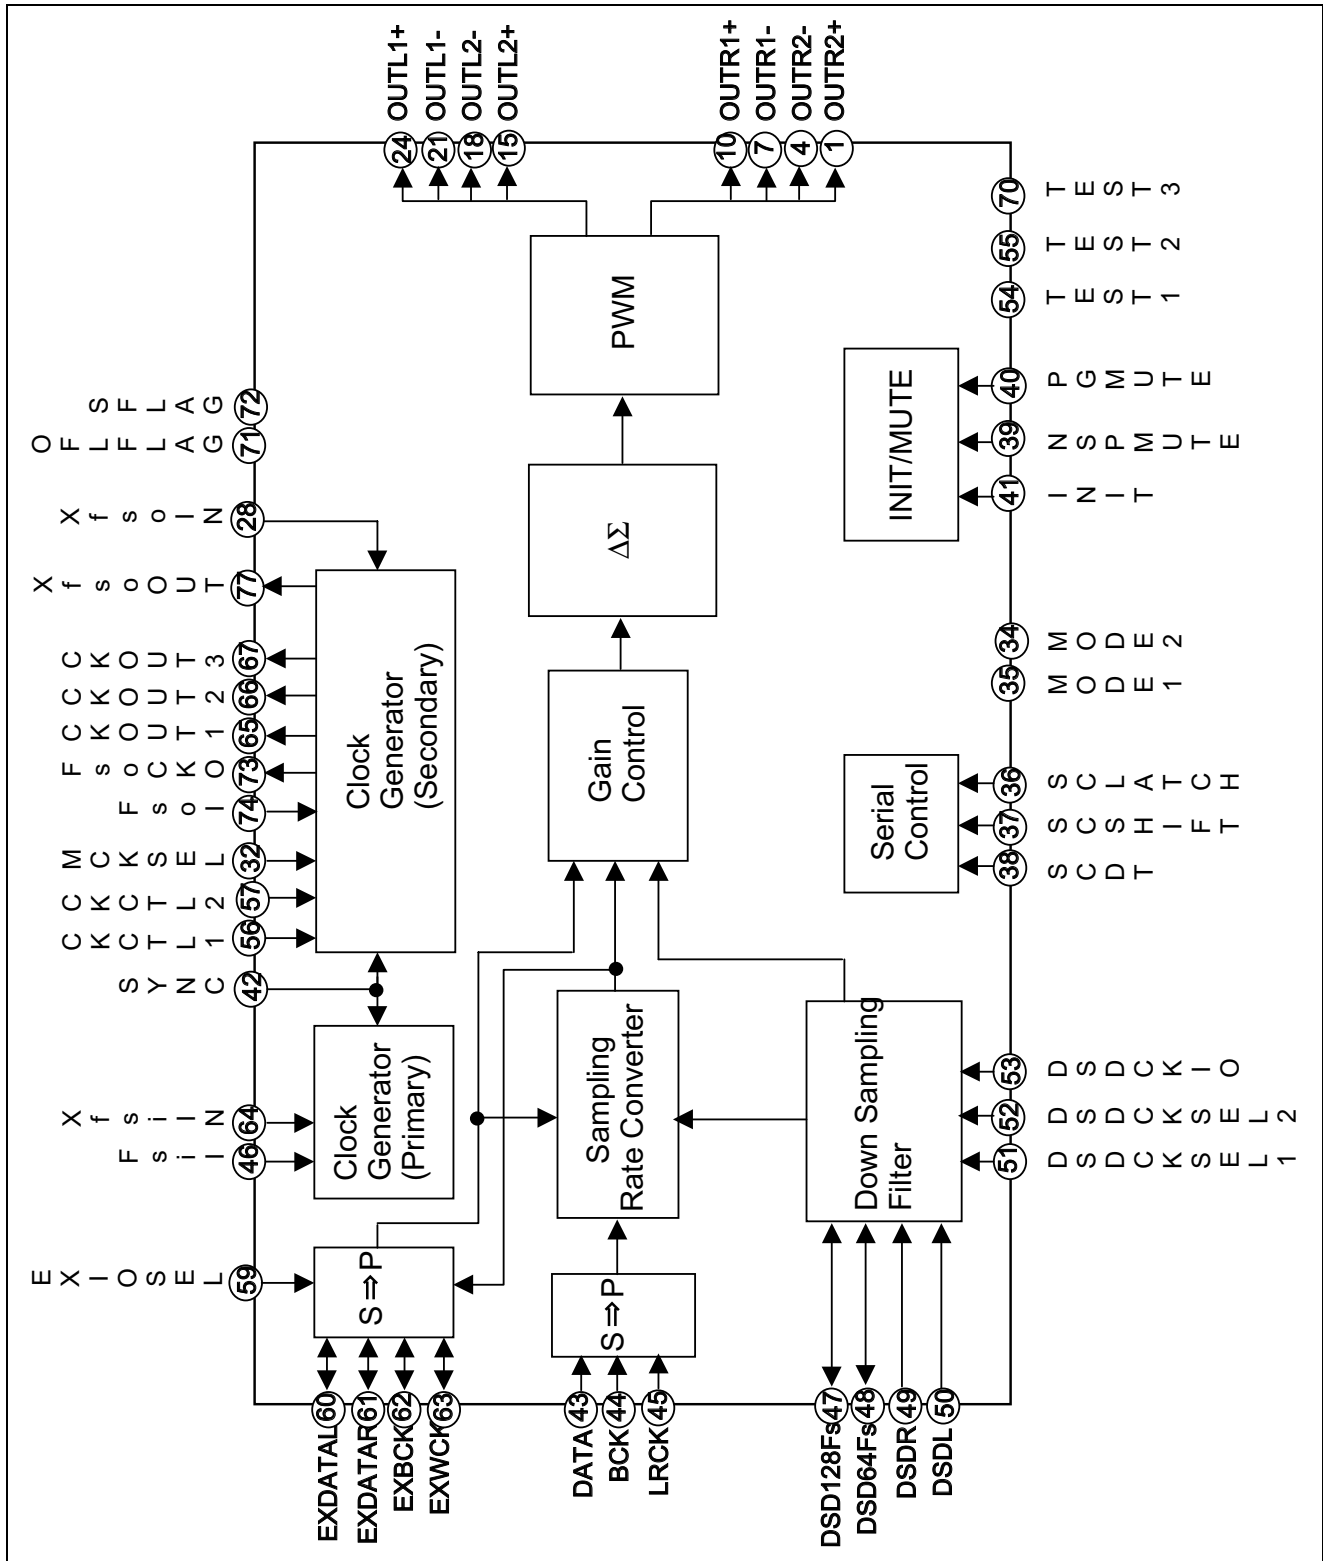 OUTL1+
OUTL1-
OUTL2-
OUTL2+
OUTR1+
OUTR1-
OUTR2-
OUTR2+
24
21
18
15
10
7
4
1
SFLAG
72
OFLFLAG
71
XfsoIN
28
XfsoOUT
77
CKOUT3
67
CKOUT2
66
CKOUT1
65
FsoCKO
73
FsoI
74
MCKSEL
32
CKCTL2
57
CKCTL1
56
SYNC
42
XfsiIN
64
FsiI
46
EXIOSEL
59
Clock
Generator
(Secondary)
Clock
Generator
(Primary)
S⇒P
PWM
ΔΣ
Gain
Control
Sampling
Rate Converter
S⇒P
INIT/MUTE
Serial
Control
Down Sampling
Filter
70
TEST3
55
TEST2
54
TEST1
40
PGMUTE
39
NSPMUTE
41
INIT
34
MODE2
35
MODE1
36
SCLATCH
37
SCSHIFT
38
SCDT
53
DSDCKIO
52
DSDCKSEL2
51
DSDCKSEL1
EXDATAL 60
EXDATAR 61
EXBCK 62
EXWCK 63
DATA 43
BCK 44
LRCK 45
DSD128Fs 47
DSD64Fs 48
DSDR 49
DSDL 50